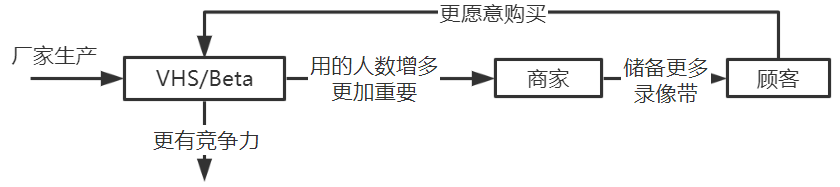 更愿意购买
厂家生产
VHS/Beta
用的人数增多
更加重要
商家
储备更多
录像带
顾客
更有竞争力